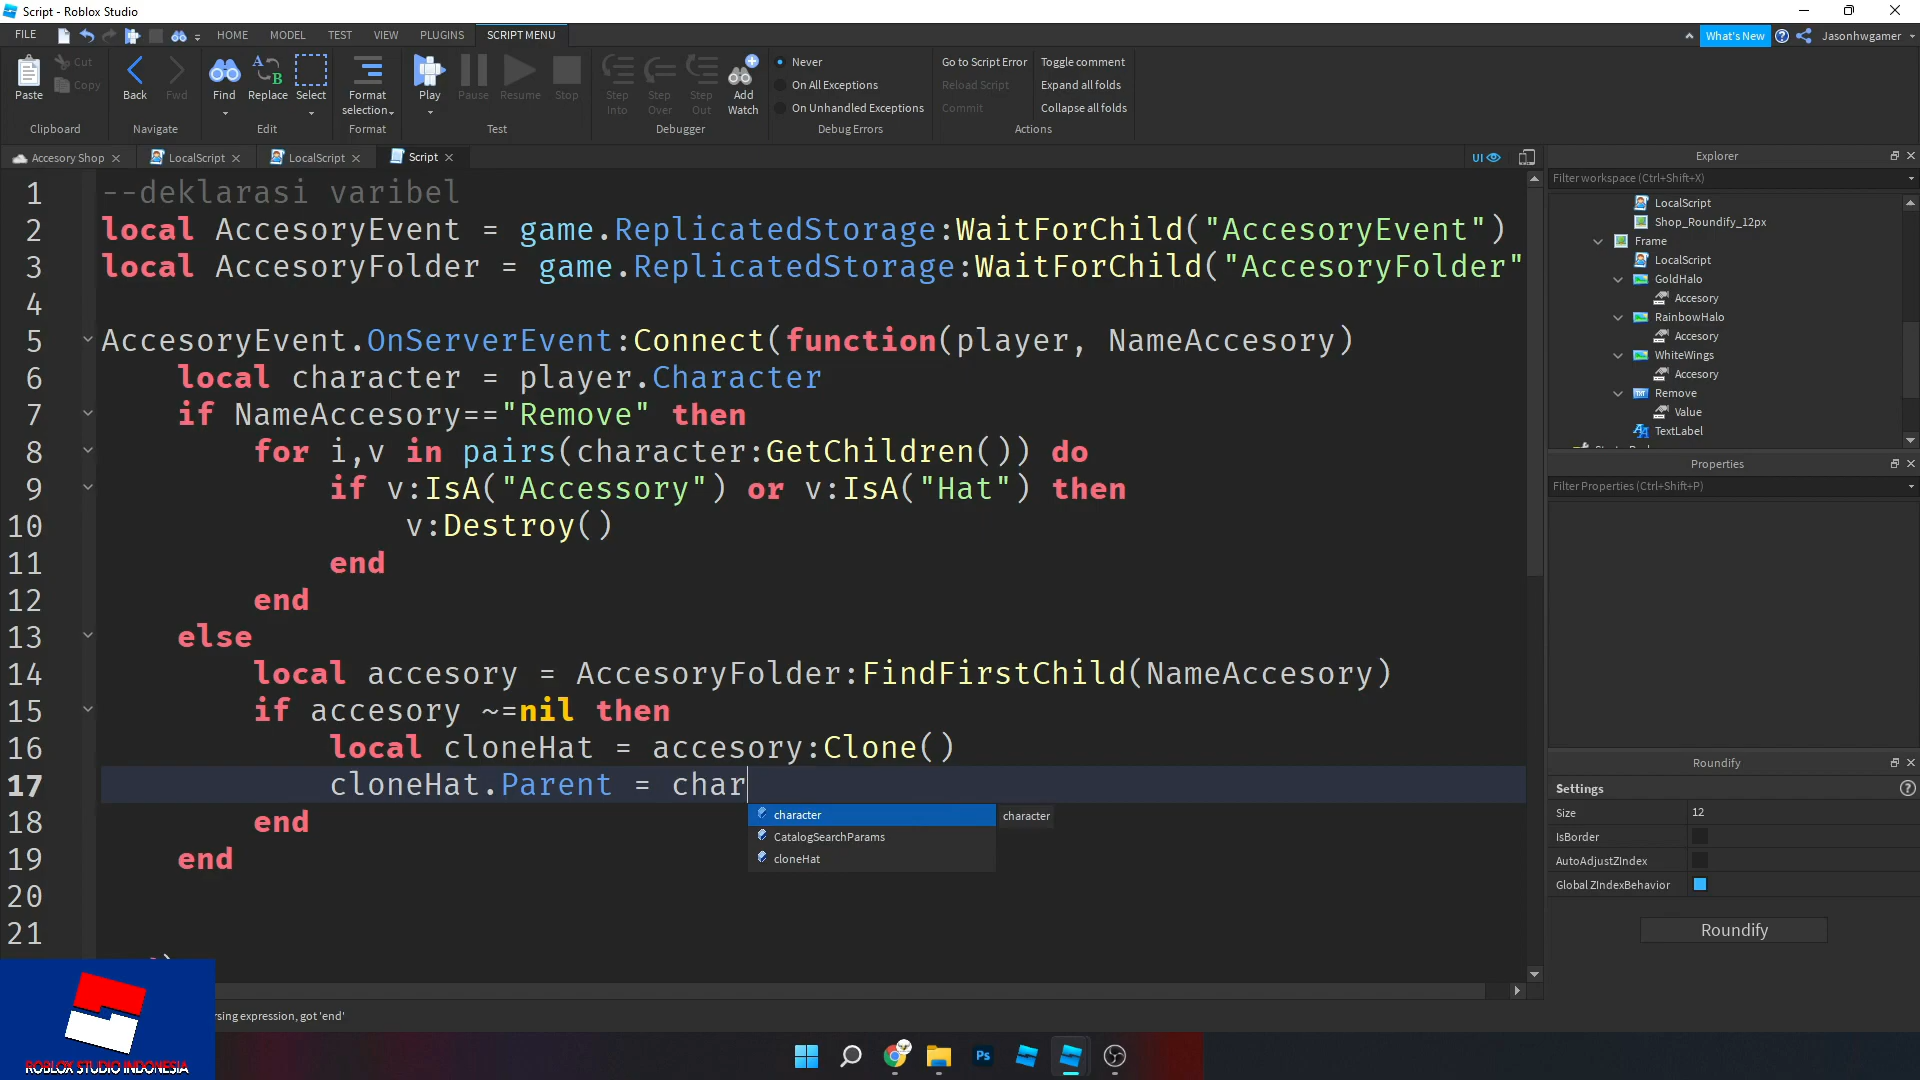 Script - Roblox Studio
FILE
HOME
MODEL
TEST
VIEW
PLUGINS
SCRIPT MENU
What's New
Jasonhwgamer
Paste
Cut
Copy
Clipboard
Back
Fwd
Navigate
Find
Replace
Select
Edit
Format
selection
Format
Play
Pause
Resume
Stop
Test
Step
Into
Step
Over
Step
Out
Add
Watch
Debugger
Never
On All Exceptions
On Unhandled Exceptions
Debug Errors
Go to Script Error
Reload Script
Commit
Toggle comment
Expand all folds
Collapse all folds
Actions
Accesory Shop
LocalScript
LocalScript
Script
UI
1 --deklarasi varibel
2 local AccesoryEvent = game.ReplicatedStorage:WaitForChild("AccesoryEvent")
3 local AccesoryFolder = game.ReplicatedStorage:WaitForChild("AccesoryFolder"
4
5 AccesoryEvent.OnServerEvent:Connect(function(player, NameAccesory)
6 local character = player.Character
7 if NameAccesory=="Remove" then
8 for i,v in pairs(character:GetChildren()) do
9 if v:IsA("Accessory") or v:IsA("Hat") then
10 v:Destroy()
11 end
12 end
13 else
14 local accesory = AccesoryFolder:FindFirstChild(NameAccesory)
15 if accesory ~=nil then
16 local cloneHat = accesory:Clone()
17 cloneHat.Parent = char
18 end
19 end
20
21
character
CatalogSearchParams
cloneHat
character
rsing expression, got 'end'
Explorer
Filter workspace (Ctrl+Shift+X)
LocalScript
Shop_Roundify_12px
Frame
LocalScript
GoldHalo
Accesory
RainbowHalo
Accesory
WhiteWings
Accesory
Remove
Value
TextLabel
Properties
Filter Properties (Ctrl+Shift+P)
Roundify
Settings
Size 12
IsBorder
AutoAdjustZIndex
Global ZIndexBehavior
Roundify
ROBLOX STUDIO INDONESIA
Ps